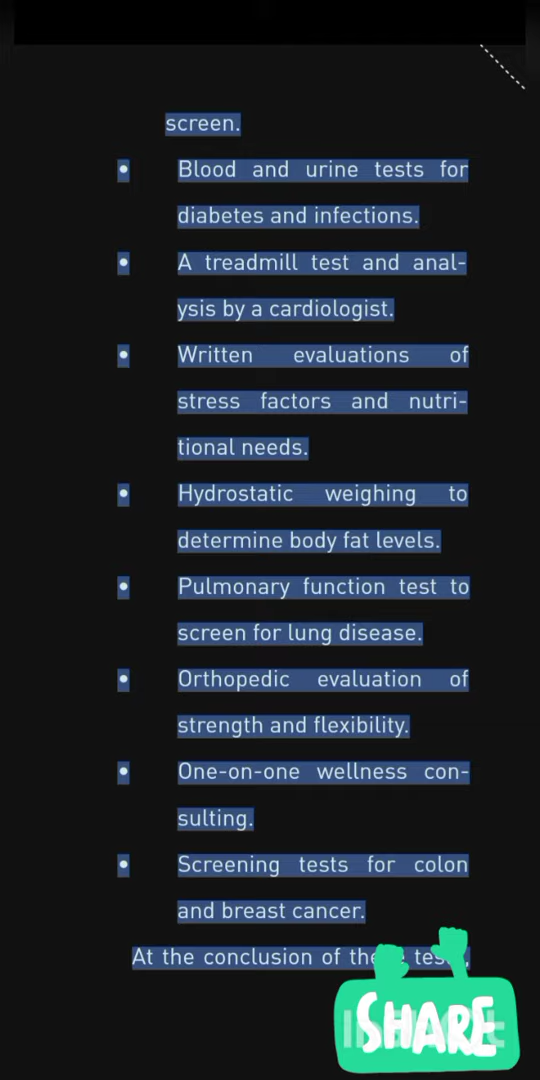 screen.
• Blood and urine tests for
diabetes and infections.
• A treadmill test and anal-
ysis by a cardiologist.
• Written evaluations of
stress factors and nutri-
tional needs.
• Hydrostatic weighing to
determine body fat levels.
• Pulmonary function test to
screen for lung disease.
• Orthopedic evaluation of
strength and flexibility.
• One-on-one wellness con-
sulting.
• Screening tests for colon
and breast cancer.
At the conclusion of
SHARE